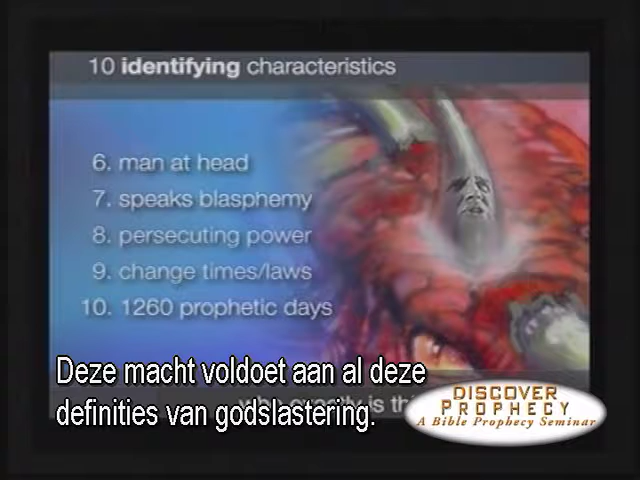 10 identifying characteristics
6. man at head
7. speaks blasphemy
8. persecuting power
9. change times/laws
10. 1260 prophetic days
Deze macht voldoet aan al deze
definities van godslastering.
DISCOVER
PROPHECY
A Bible Prophecy Seminar